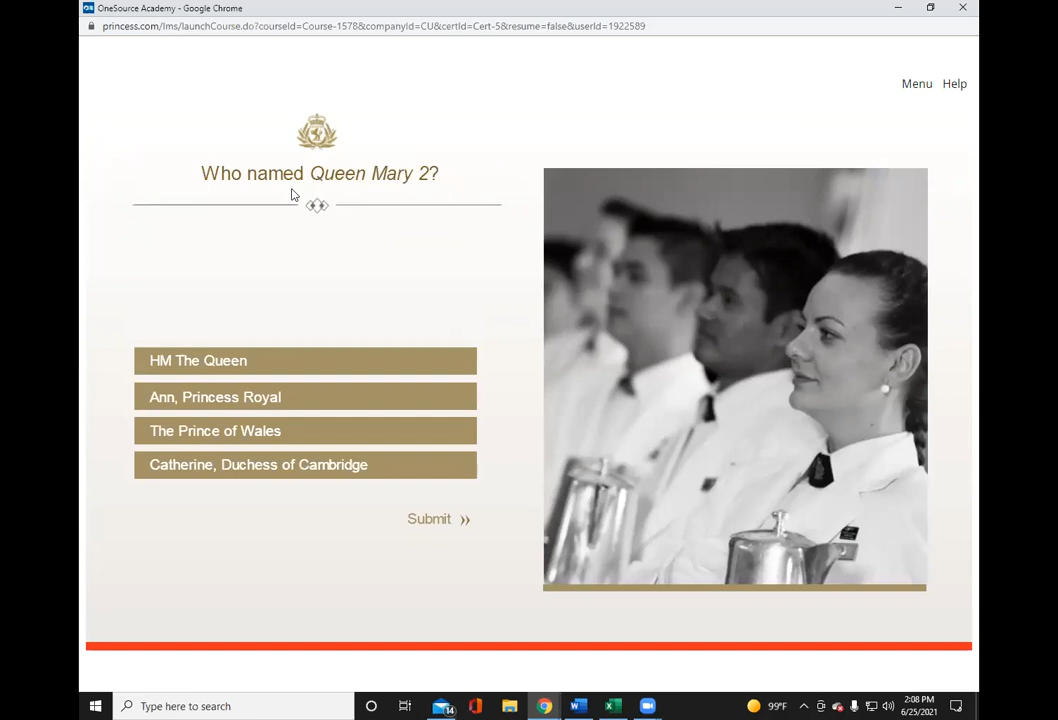 OneSource Academy - Google Chrome
princess.com/lms/launchCourse.do?courseId=Course-1578&companyId=CU&certId=Cert-5&resume=false&userId=1922589
Menu Help
Who named Queen Mary 2?
HM The Queen
Ann, Princess Royal
The Prince of Wales
Catherine, Duchess of Cambridge
Submit »
Type here to search
14
99°F
2:08 PM
6/25/2021